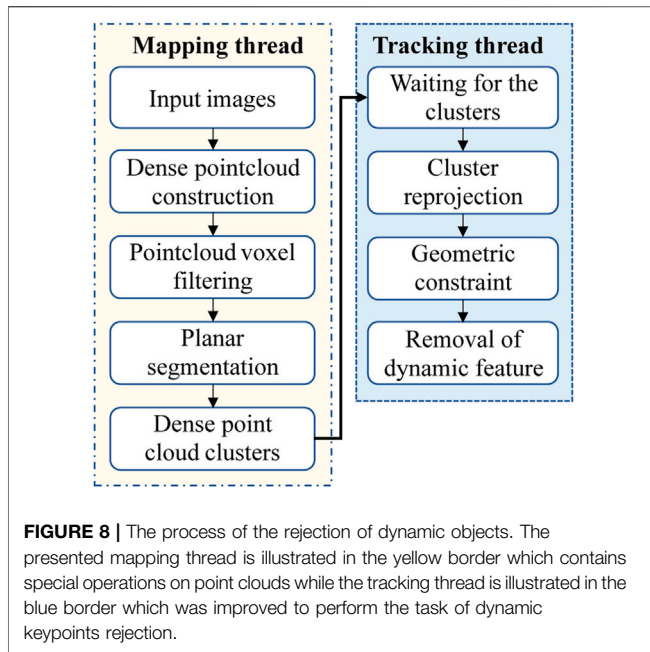 Mapping thread
Input images
Dense pointcloud
construction
Pointcloud voxel
filtering
Planar
segmentation
Dense point
cloud clusters
Tracking thread
Waiting for the
clusters
Cluster
reprojection
Geometric
constraint
Removal of
dynamic feature
FIGURE 8 | The process of the rejection of dynamic objects. The
presented mapping thread is illustrated in the yellow border which contains
special operations on point clouds while the tracking thread is illustrated in the
blue border which was improved to perform the task of dynamic
keypoints rejection.